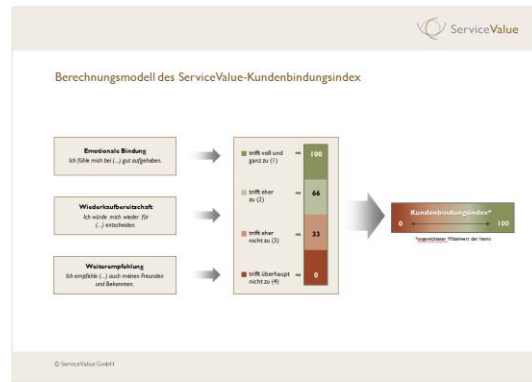 ServiceValue
Berechnungsmodell des ServiceValue-Kundenbindungsindex
Emotionale Bindung
Ich fühle mich bei (...) gut aufgehoben.
Wiederkaufbereitschaft
Ich würde mich wieder für
(...) entscheiden.
Weiterempfehlung
Ich empfehle (...) auch meinen Freunden
und Bekannten.
trifft voll und
ganz zu (1)
= 100
trifft eher
zu (2)
= 66
trifft eher
nicht zu (3)
= 33
trifft überhaupt
nicht zu (4)
= 0
Kundenbindungsindex*
0 100
*ungewichteter Mittelwert der Items
© ServiceValue GmbH